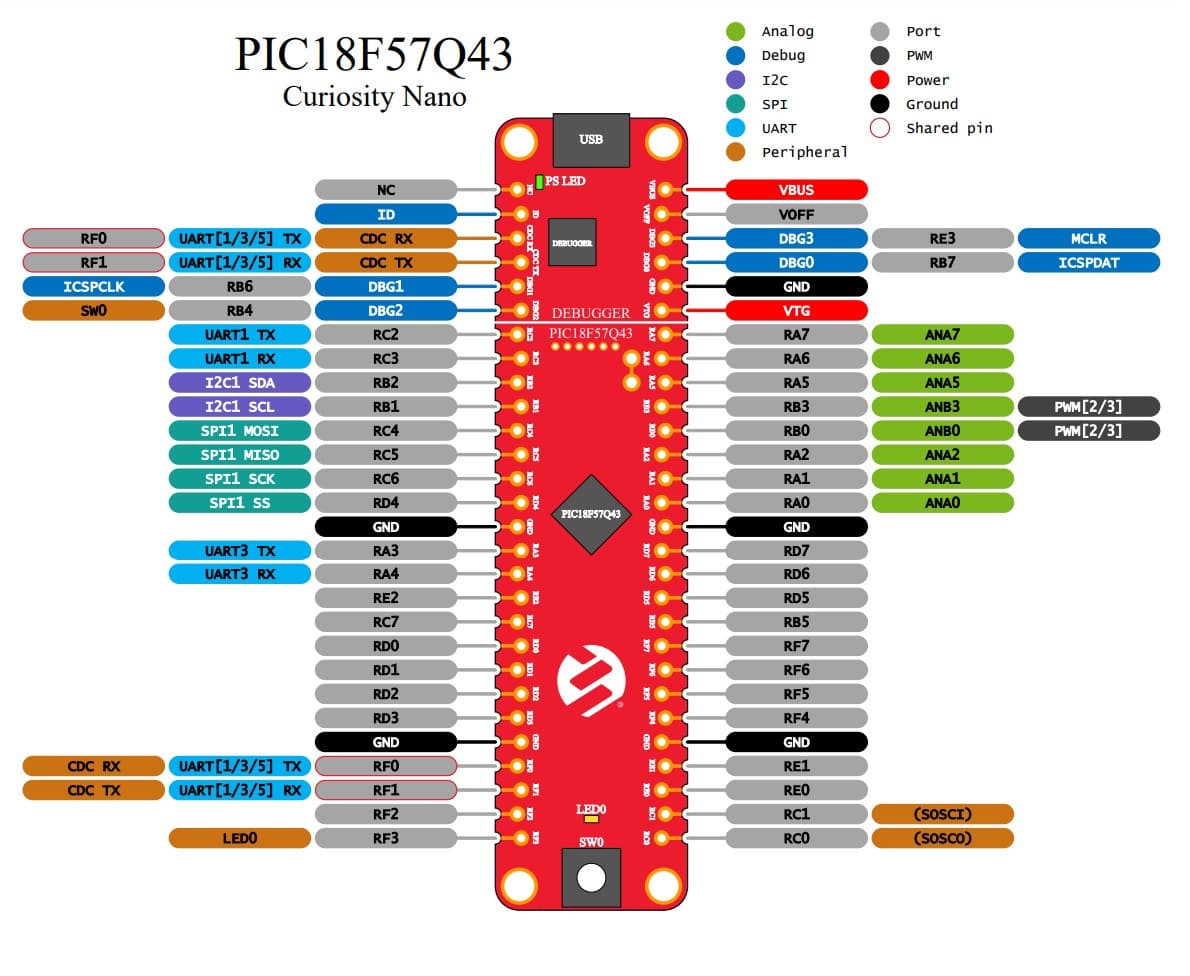 PIC18F57Q43
Curiosity Nano
Analog Port
Debug PWM
I2C Power
SPI Ground
UART Shared pin
Peripheral
USB
PS LED
DEBUGGER
NC VBUS
ID VOFF
RF0 UART[1/3/5] TX CDC RX DBG3 RE3 MCLR
RF1 UART[1/3/5] RX CDC TX DBG0 RB7 ICSPDAT
ICSPCLK RB6 DBG1 GND
SW0 RB4 DBG2 DEBUGGER VTG
UART1 TX RC2 PIC18F57Q43 RA7 ANA7
UART1 RX RC3 RA6 ANA6
I2C1 SDA RB2 RA5 ANA5
I2C1 SCL RB1 RB3 ANB3 PWM[2/3]
SPI1 MOSI RC4 RB0 ANB0 PWM[2/3]
SPI1 MISO RC5 RA2 ANA2
SPI1 SCK RC6 RA1 ANA1
SPI1 SS RD4 RA0 ANA0
PIC18F57Q43
GND GND
UART3 TX RA3 RD7
UART3 RX RA4 RD6
RE2 RD5
RC7 RB5
RD0 RF7
RD1 RF6
RD2 RF5
RD3 RF4
GND GND
CDC RX UART[1/3/5] TX RF0 RE1
CDC TX UART[1/3/5] RX RF1 RE0
RF2 LED0 RC1 (SOSCI)
LED0 RF3 RC0 (SOSCO)
SW0